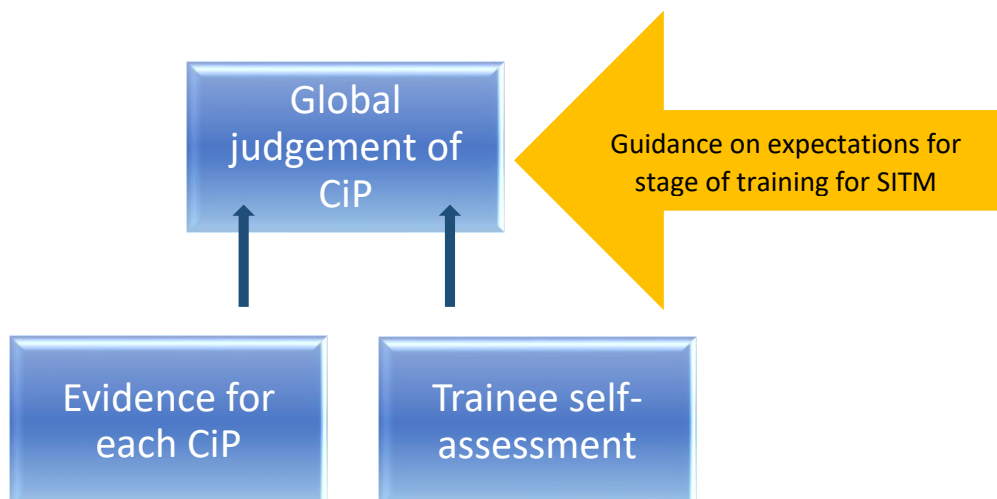 Global
judgement of
CiP
Guidance on expectations for
stage of training for SITM
Evidence for
each CiP
Trainee self-
assessment